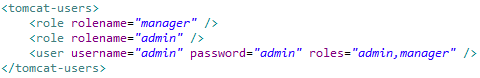 <tomcat-users>
<role rolename="manager" />
<role rolename="admin" />
<user username="admin" password="admin" roles="admin,manager" />
</tomcat-users>